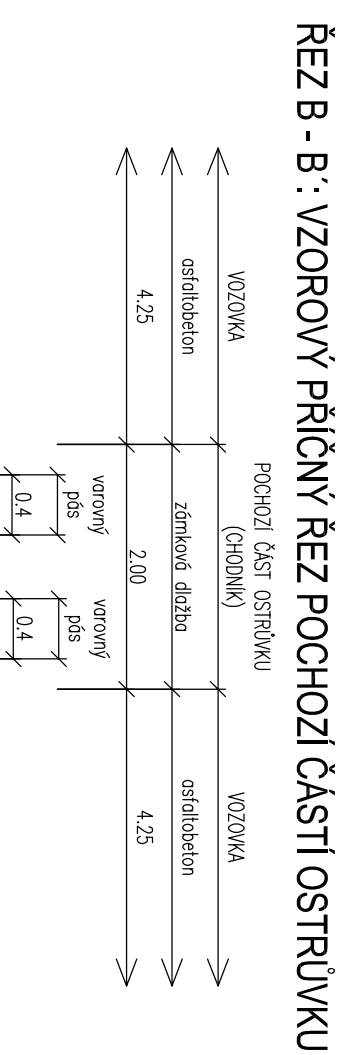 ŘEZ B - B´: VZOROVÝ PŘÍČNÝ ŘEZ POCHOZÍ ČÁSTÍ OSTRŮVKU
POCHOZÍ ČÁST OSTRŮVKU
VOZOVKA (CHODNÍK) VOZOVKA
asfaltobeton zámková dlažba asfaltobeton
4.25 2.00 4.25
varovný varovný
pás pás
0.4 0.4